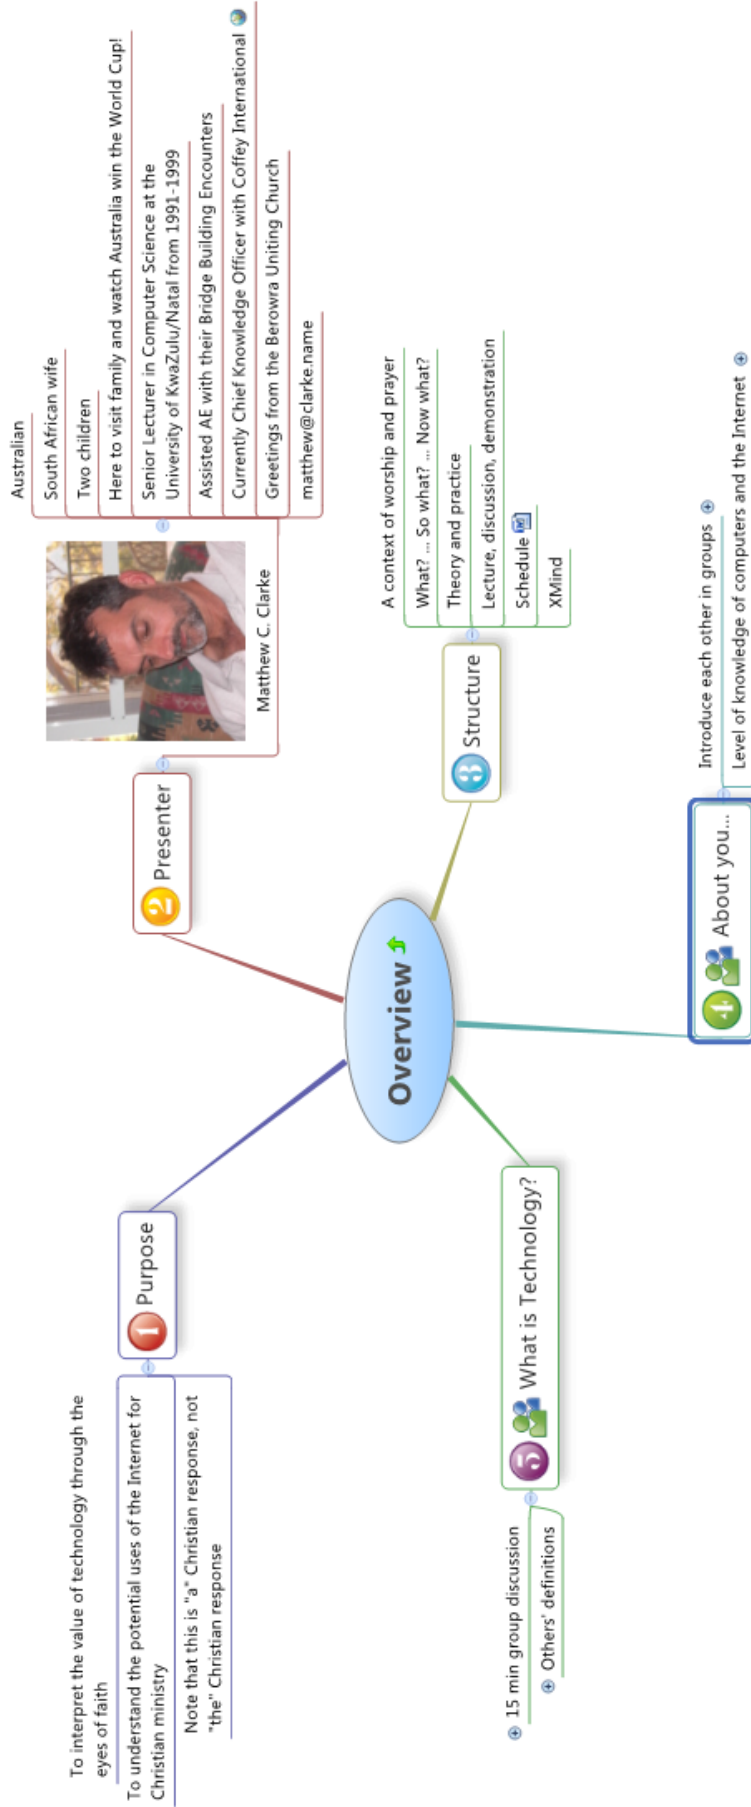 Overview
1 Purpose
To interpret the value of technology through the
eyes of faith
To understand the potential uses of the Internet for
Christian ministry
Note that this is "a" Christian response, not
"the" Christian response
2 Presenter
Matthew C. Clarke
Australian
South African wife
Two children
Here to visit family and watch Australia win the World Cup!
Senior Lecturer in Computer Science at the
University of KwaZulu/Natal from 1991-1999
Assisted AE with their Bridge Building Encounters
Currently Chief Knowledge Officer with Coffey International
Greetings from the Berowra Uniting Church
matthew@clarke.name
3 Structure
A context of worship and prayer
What? ... So what? ... Now what?
Theory and practice
Lecture, discussion, demonstration
Schedule
XMind
4 About you...
Introduce each other in groups
Level of knowledge of computers and the Internet
5 What is Technology?
15 min group discussion
Others' definitions